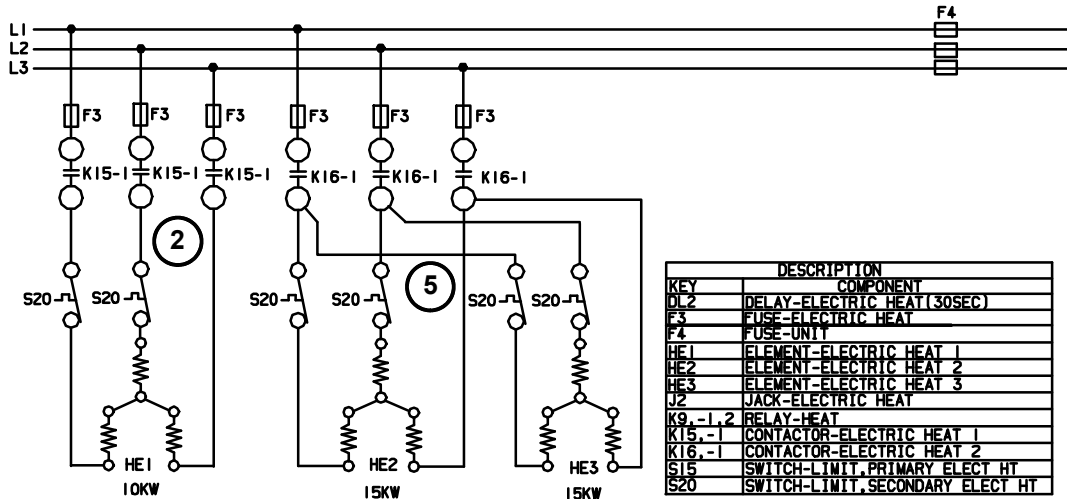 F4
L1
L2
L3
F3 F3 F3 F3 F3 F3
K15-1 K15-1 K15-1 K16-1 K16-1 K16-1
2
5
S20 S20 S20 S20 S20 S20
HE1 HE2 HE3
10KW 15KW 15KW
DESCRIPTION
KEY COMPONENT
DL2 DELAY-ELECTRIC HEAT(30SEC)
F3 FUSE-ELECTRIC HEAT
F4 FUSE-UNIT
HE1 ELEMENT-ELECTRIC HEAT 1
HE2 ELEMENT-ELECTRIC HEAT 2
HE3 ELEMENT-ELECTRIC HEAT 3
J2 JACK-ELECTRIC HEAT
K9,-1,2 RELAY-HEAT
K15,-1 CONTACTOR-ELECTRIC HEAT 1
K16,-1 CONTACTOR-ELECTRIC HEAT 2
S15 SWITCH-LIMIT,PRIMARY ELECT HT
S20 SWITCH-LIMIT,SECONDARY ELECT HT